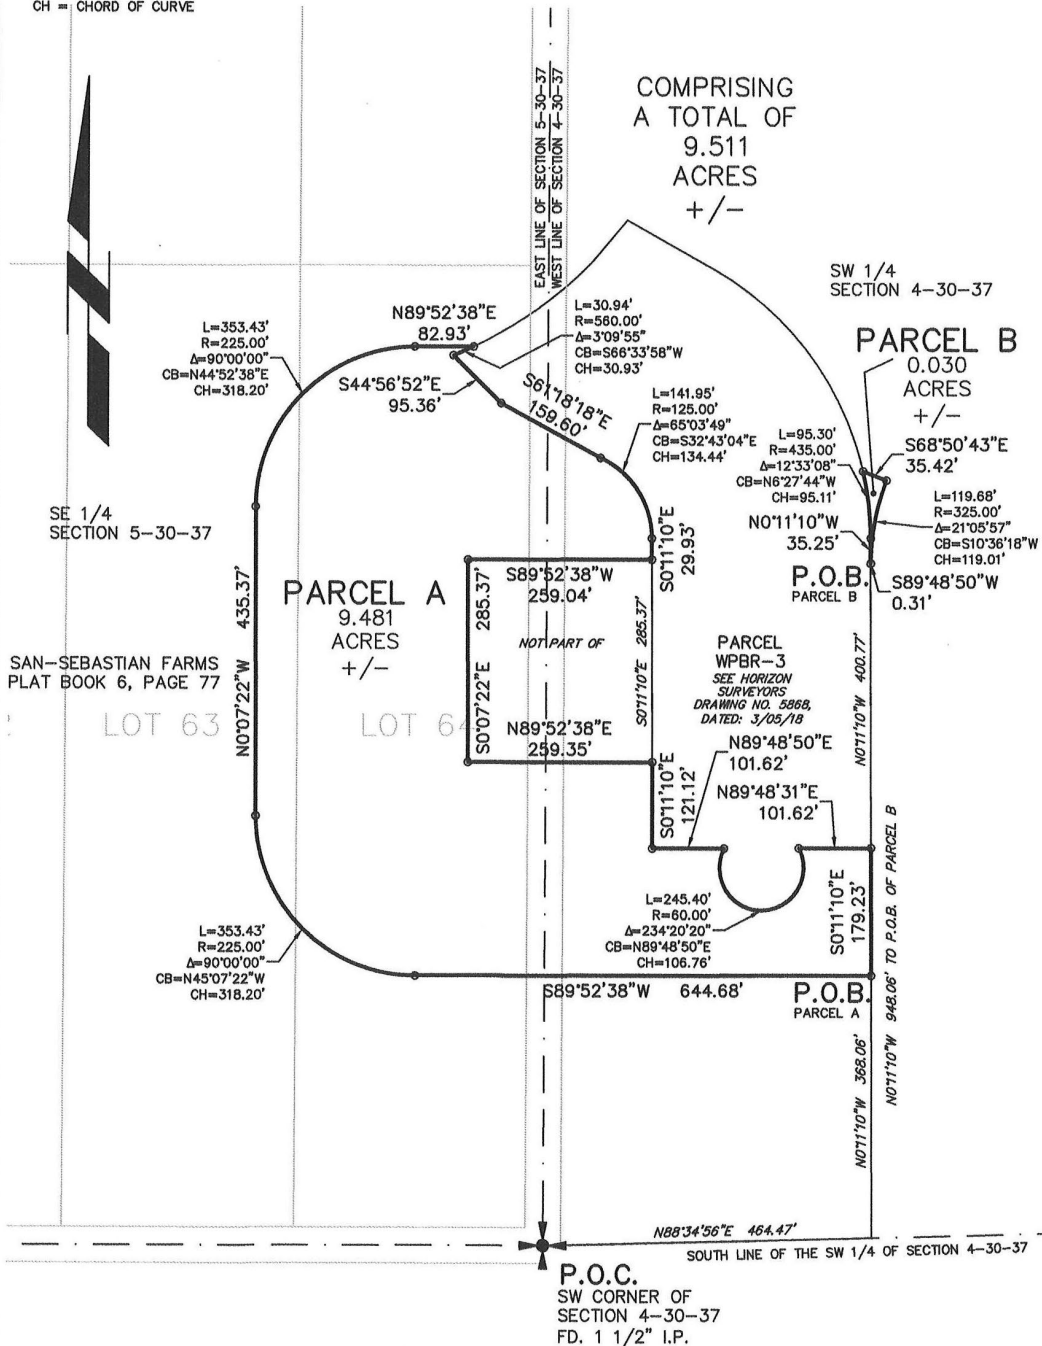 CH = CHORD OF CURVE
COMPRISING
A TOTAL OF
9.511
ACRES
+/-
EAST LINE OF SECTION 5-30-37
WEST LINE OF SECTION 4-30-37
SW 1/4
SECTION 4-30-37
N89°52'38"E
82.93'
L=30.94'
R=560.00'
Δ=3°09'55"
CB=S66°33'58"W
CH=30.93'
L=353.43'
R=225.00'
Δ=90°00'00"
CB=N44°52'38"E
CH=318.20'
S44°56'52"E
95.36'
S61°18'18"E
159.60'
L=141.95'
R=125.00'
Δ=65°03'49"
CB=S32°43'04"E
CH=134.44'
PARCEL B
0.030
ACRES
+/-
L=95.30'
R=435.00'
Δ=12°33'08"
CB=N6°27'44"W
CH=95.11'
S68°50'43"E
35.42'
L=119.68'
R=325.00'
Δ=21°05'57"
CB=S10°36'18"W
CH=119.01'
N0°11'10"W
35.25'
SE 1/4
SECTION 5-30-37
S0°11'10"E
29.93'
P.O.B.
PARCEL B
S89°48'50"W
0.31'
PARCEL A
9.481
ACRES
+/-
S89°52'38"W
259.04'
N0°07'22"W 435.37'
S0°07'22"E 285.37'
NOT PART OF
S0°11'10"E 285.37'
PARCEL
WPBR-3
SEE HORIZON
SURVEYORS
DRAWING NO. 5868,
DATED: 3/05/18
N0°11'10"W 400.77'
SAN-SEBASTIAN FARMS
PLAT BOOK 6, PAGE 77
LOT 63
LOT 64
N89°52'38"E
259.35'
N89°48'50"E
101.62'
S0°11'10"E
121.12'
N89°48'31"E
101.62'
S0°11'10"E
179.23'
N0°11'10"W 948.06' TO P.O.B. OF PARCEL B
L=245.40'
R=60.00'
Δ=234°20'20"
CB=N89°48'50"E
CH=106.76'
L=353.43'
R=225.00'
Δ=90°00'00"
CB=N45°07'22"W
CH=318.20'
S89°52'38"W 644.68'
P.O.B.
PARCEL A
N0°11'10"W 368.06'
N88°34'56"E 464.47'
SOUTH LINE OF THE SW 1/4 OF SECTION 4-30-37
P.O.C.
SW CORNER OF
SECTION 4-30-37
FD. 1 1/2" I.P.